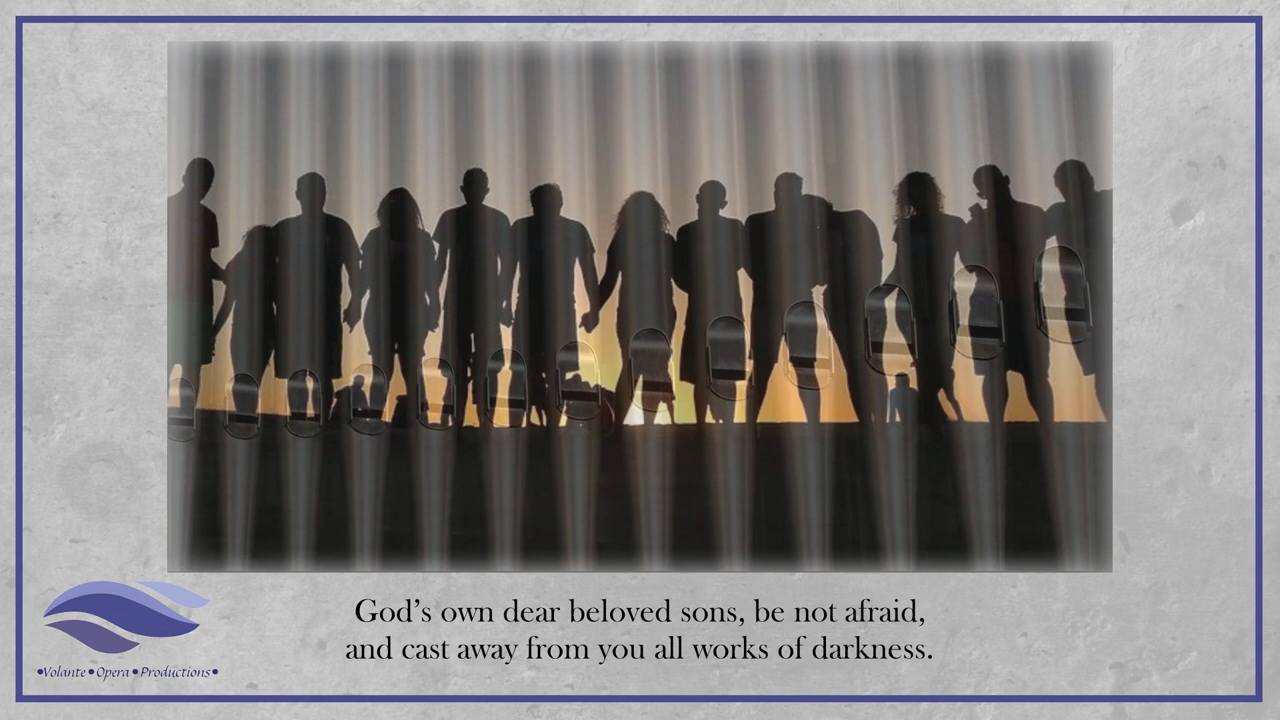 God’s own dear beloved sons, be not afraid,
and cast away from you all works of darkness.
•Volante•Opera•Productions•